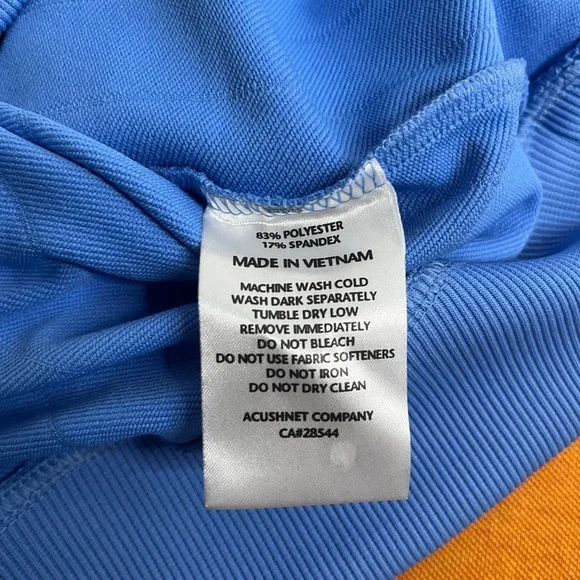 83% POLYESTER
17% SPANDEX
MADE IN VIETNAM
MACHINE WASH COLD
WASH DARK SEPARATELY
TUMBLE DRY LOW
REMOVE IMMEDIATELY
DO NOT BLEACH
DO NOT USE FABRIC SOFTENERS
DO NOT IRON
DO NOT DRY CLEAN
ACUSHNET COMPANY
CA#28544